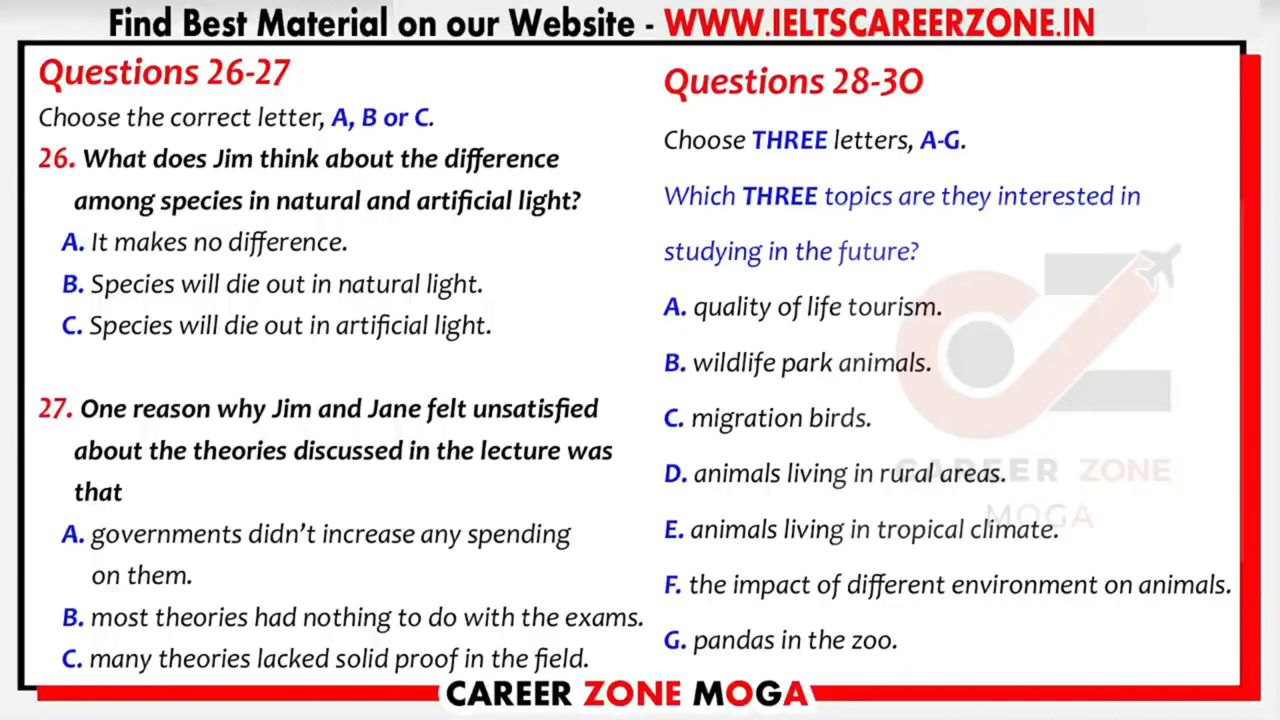 Find Best Material on our Website - WWW.IELTSCAREERZONE.IN
Questions 26-27
Choose the correct letter, A, B or C.
26. What does Jim think about the difference
among species in natural and artificial light?
A. It makes no difference.
B. Species will die out in natural light.
C. Species will die out in artificial light.
27. One reason why Jim and Jane felt unsatisfied
about the theories discussed in the lecture was
that
A. governments didn't increase any spending
on them.
B. most theories had nothing to do with the exams.
C. many theories lacked solid proof in the field.
Questions 28-30
Choose THREE letters, A-G.
Which THREE topics are they interested in
studying in the future?
A. quality of life tourism.
B. wildlife park animals.
C. migration birds.
D. animals living in rural areas.
E. animals living in tropical climate.
F. the impact of different environment on animals.
G. pandas in the zoo.
CAREER ZONE
MOGA
CAREER ZONE MOGA